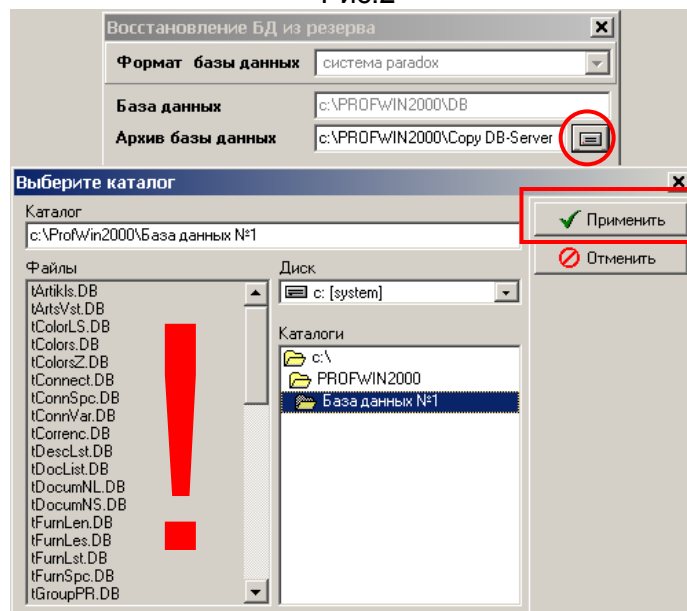 Рис.2
Восстановление БД из резерва
Формат базы данных система paradox
База данных c:\PROFWIN2000\DB
Архив базы данных c:\PROFWIN2000\Copy DB-Server
Выберите каталог
Каталог
c:\ProfWin2000\База данных №1
Применить
Отменить
Файлы
tArtikls.DB
tArtsVst.DB
tColorLS.DB
tColors.DB
tColorsZ.DB
tConnect.DB
tConnSpc.DB
tConnVar.DB
tCorrenc.DB
tDescLst.DB
tDocList.DB
tDocumNL.DB
tDocumNS.DB
tFurnLen.DB
tFurnLes.DB
tFurnLst.DB
tFurnSpc.DB
tGroupPR.DB
!
Диск
c: [system]
Каталоги
c:\
PROFWIN2000
База данных №1